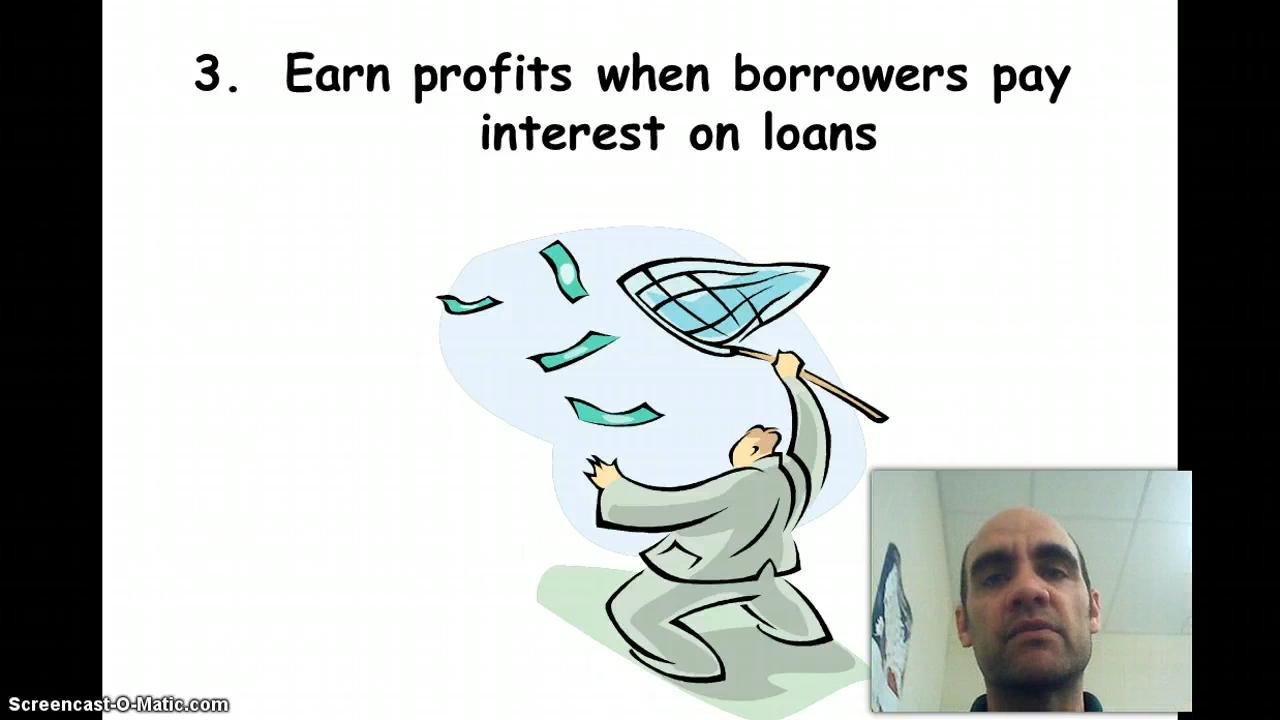 3. Earn profits when borrowers pay
interest on loans
Screencast-O-Matic.com